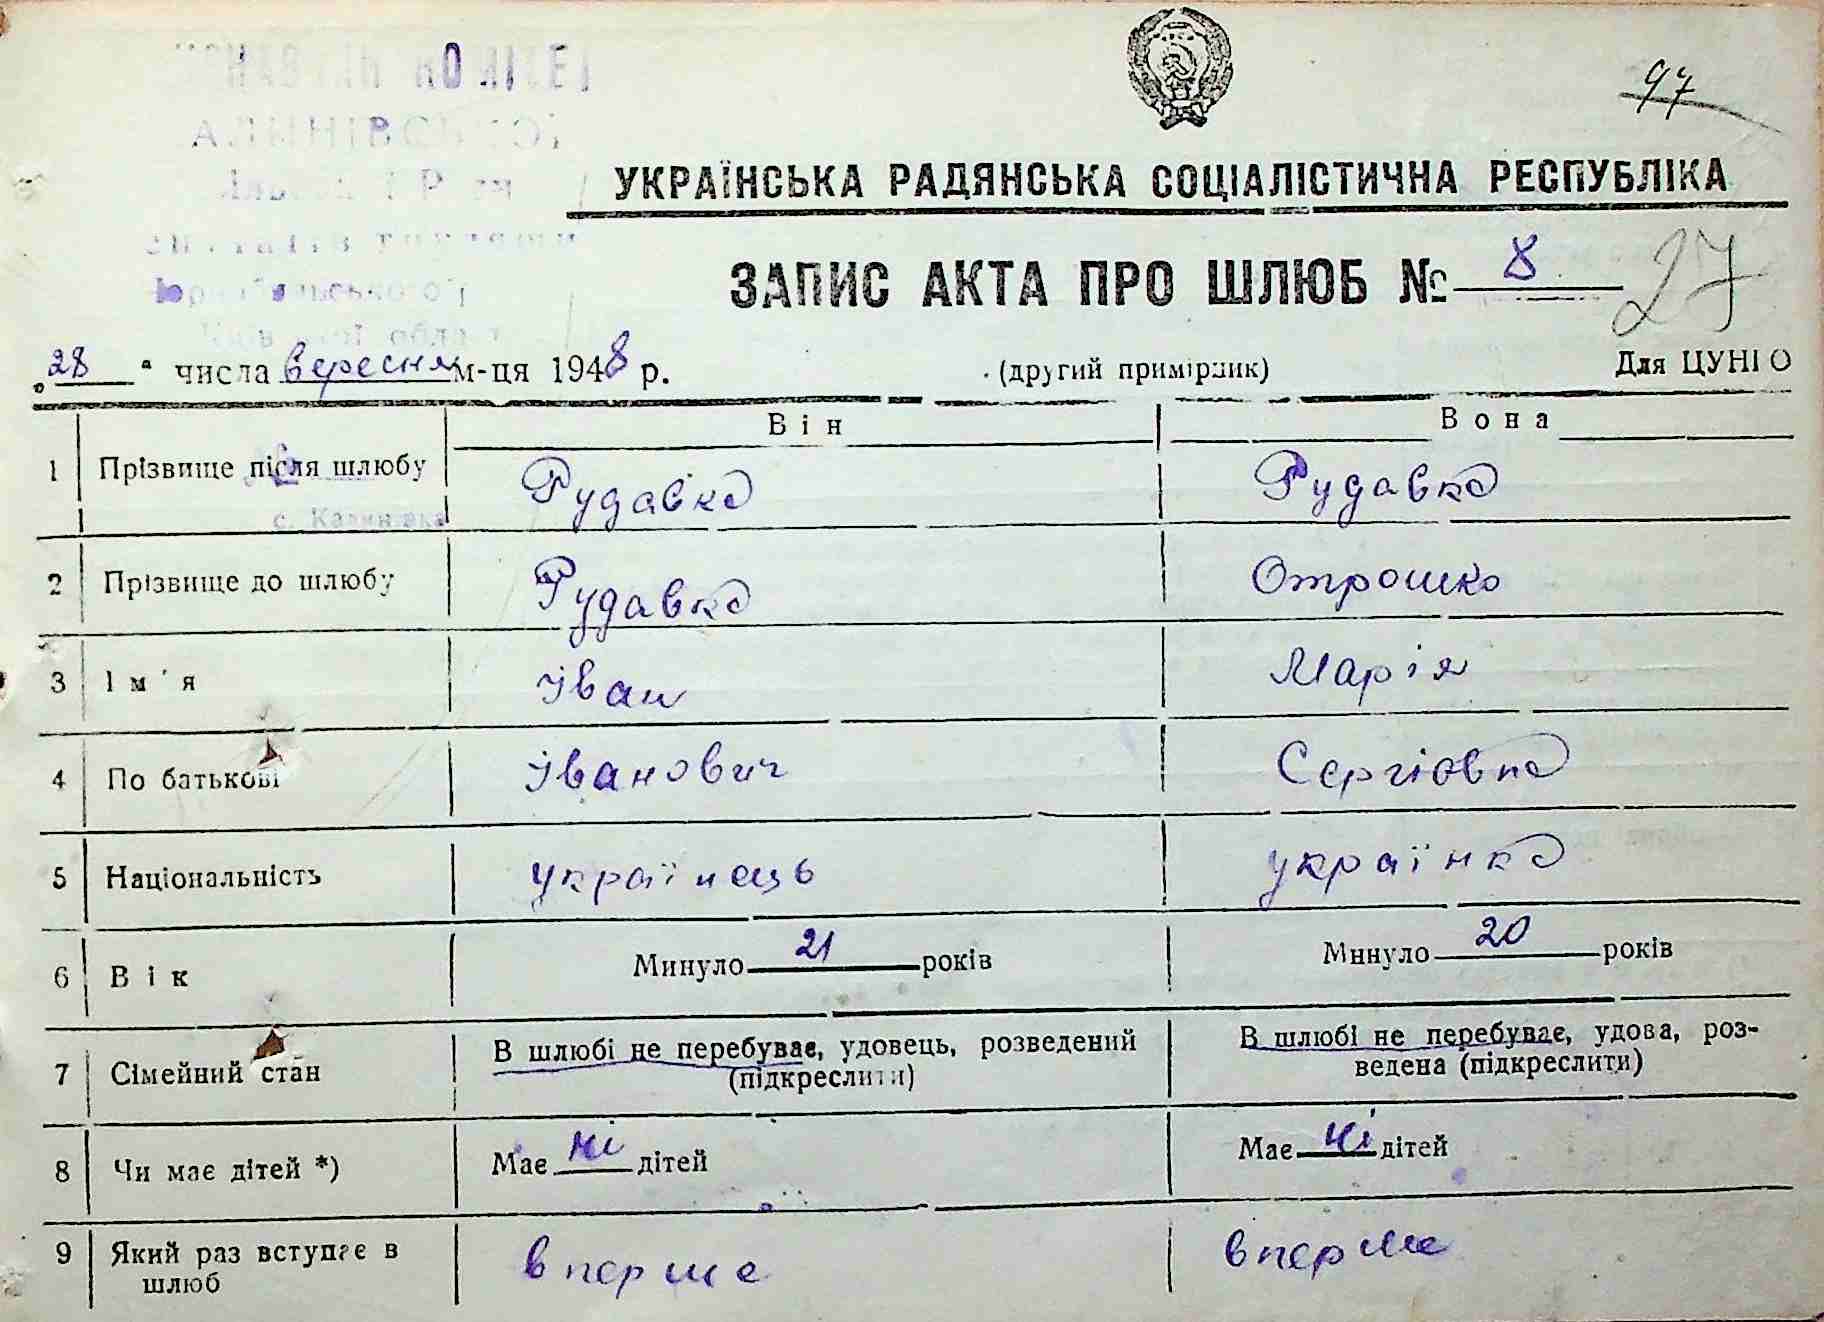 97
УКРАЇНСЬКА РАДЯНСЬКА СОЦІАЛІСТИЧНА РЕСПУБЛІКА
ЗАПИС АКТА ПРО ШЛЮБ № 8 27
„28“ числа вересня м-ця 1948 р. (другий примірник) Для ЦУНГО
Він Вона
1 Прізвище після шлюбу Рудавка Рудавка
с. Калинівка
2 Прізвище до шлюбу Рудавка Отрошко
3 Ім'я Іван Марія
4 По батькові Іванович Сергіовна
5 Національність українець українка
6 Вік Минуло 21 років Минуло 20 років
7 Сімейний стан В шлюбі не перебуває, удовець, розведений В шлюбі не перебуває, удова, роз-
(підкреслити) ведена (підкреслити)
8 Чи має дітей *) Має ні дітей Має ні дітей
9 Який раз вступає в вперше вперше
шлюб